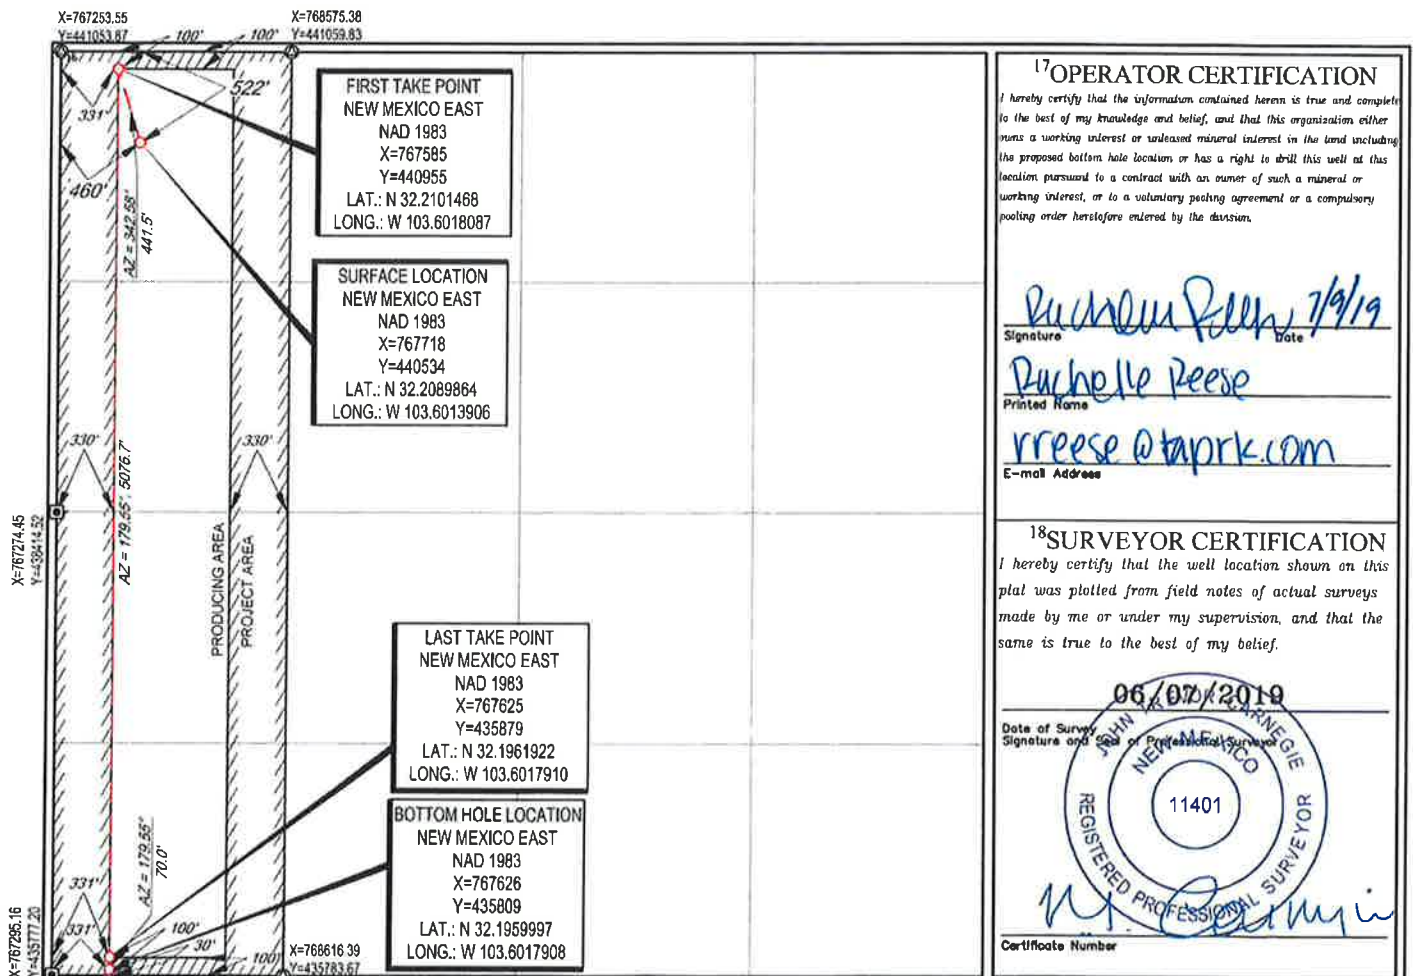 X=767253.55
Y=441053.87
X=768575.38
Y=441059.83
100'
100'
522'
331'
460'
AZ = 342.55°
441.5'
FIRST TAKE POINT
NEW MEXICO EAST
NAD 1983
X=767585
Y=440955
LAT.: N 32.2101468
LONG.: W 103.6018087
SURFACE LOCATION
NEW MEXICO EAST
NAD 1983
X=767718
Y=440534
LAT.: N 32.2089864
LONG.: W 103.6013906
330'
330'
AZ = 179.55°, 5076.7'
X=767274.45
Y=438414.52
PRODUCING AREA
PROJECT AREA
LAST TAKE POINT
NEW MEXICO EAST
NAD 1983
X=767625
Y=435879
LAT.: N 32.1961922
LONG.: W 103.6017910
BOTTOM HOLE LOCATION
NEW MEXICO EAST
NAD 1983
X=767626
Y=435809
LAT.: N 32.1959997
LONG.: W 103.6017908
AZ = 179.55°
70.0'
331'
331'
100'
30'
100'
X=767295.16
Y=435777.20
X=768616.39
Y=435783.67
17OPERATOR CERTIFICATION
I hereby certify that the information contained herein is true and complete
to the best of my knowledge and belief, and that this organization either
owns a working interest or unleased mineral interest in the land including
the proposed bottom hole location or has a right to drill this well at this
location pursuant to a contract with an owner of such a mineral or
working interest, or to a voluntary pooling agreement or a compulsory
pooling order heretofore entered by the division.
7/9/19
Signature Date
Ruchelle Reese
Printed Name
rreese@taprk.com
E-mail Address
18SURVEYOR CERTIFICATION
I hereby certify that the well location shown on this
plat was plotted from field notes of actual surveys
made by me or under my supervision, and that the
same is true to the best of my belief.
06/07/2019
Date of Survey
Signature and Seal of Professional Surveyor
JOHN CARNEGIE
NEW MEXICO
11401
REGISTERED PROFESSIONAL SURVEYOR
Certificate Number